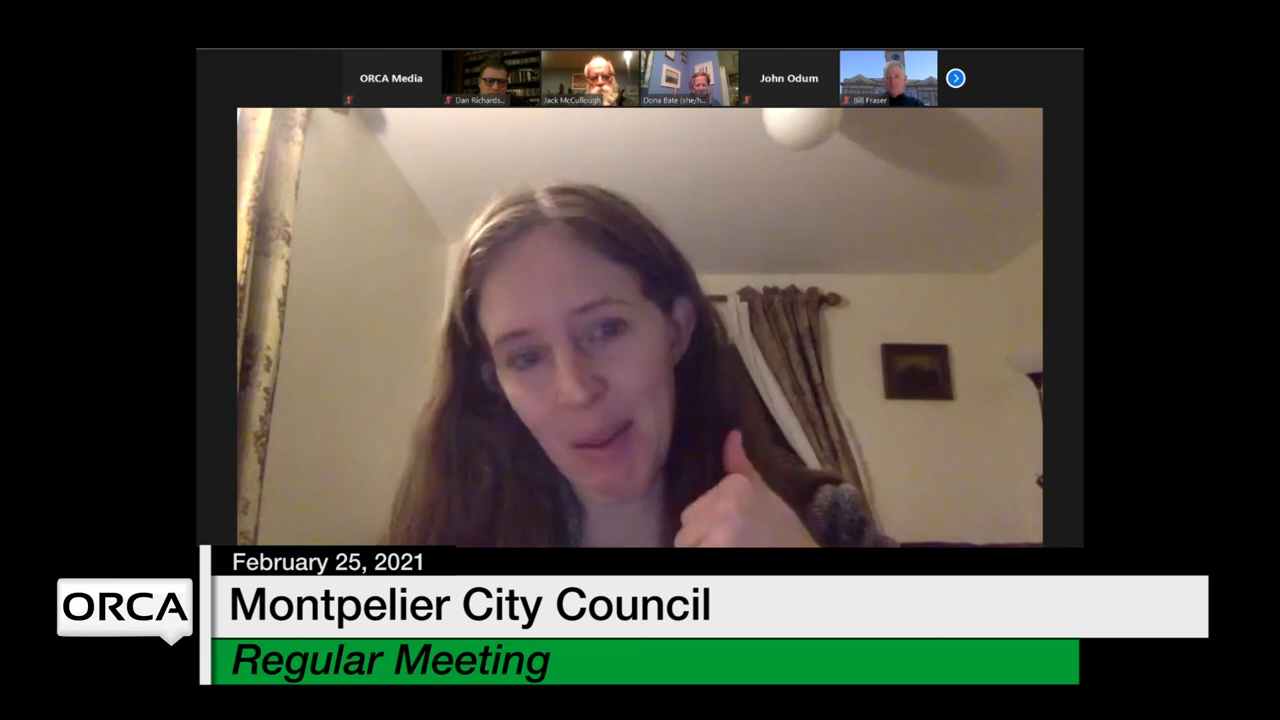 ORCA Media
Dan Richards...
Jack McCullough
Dona Bate (she/h...
John Odum
Bill Fraser
February 25, 2021
Montpelier City Council
ORCA
Regular Meeting